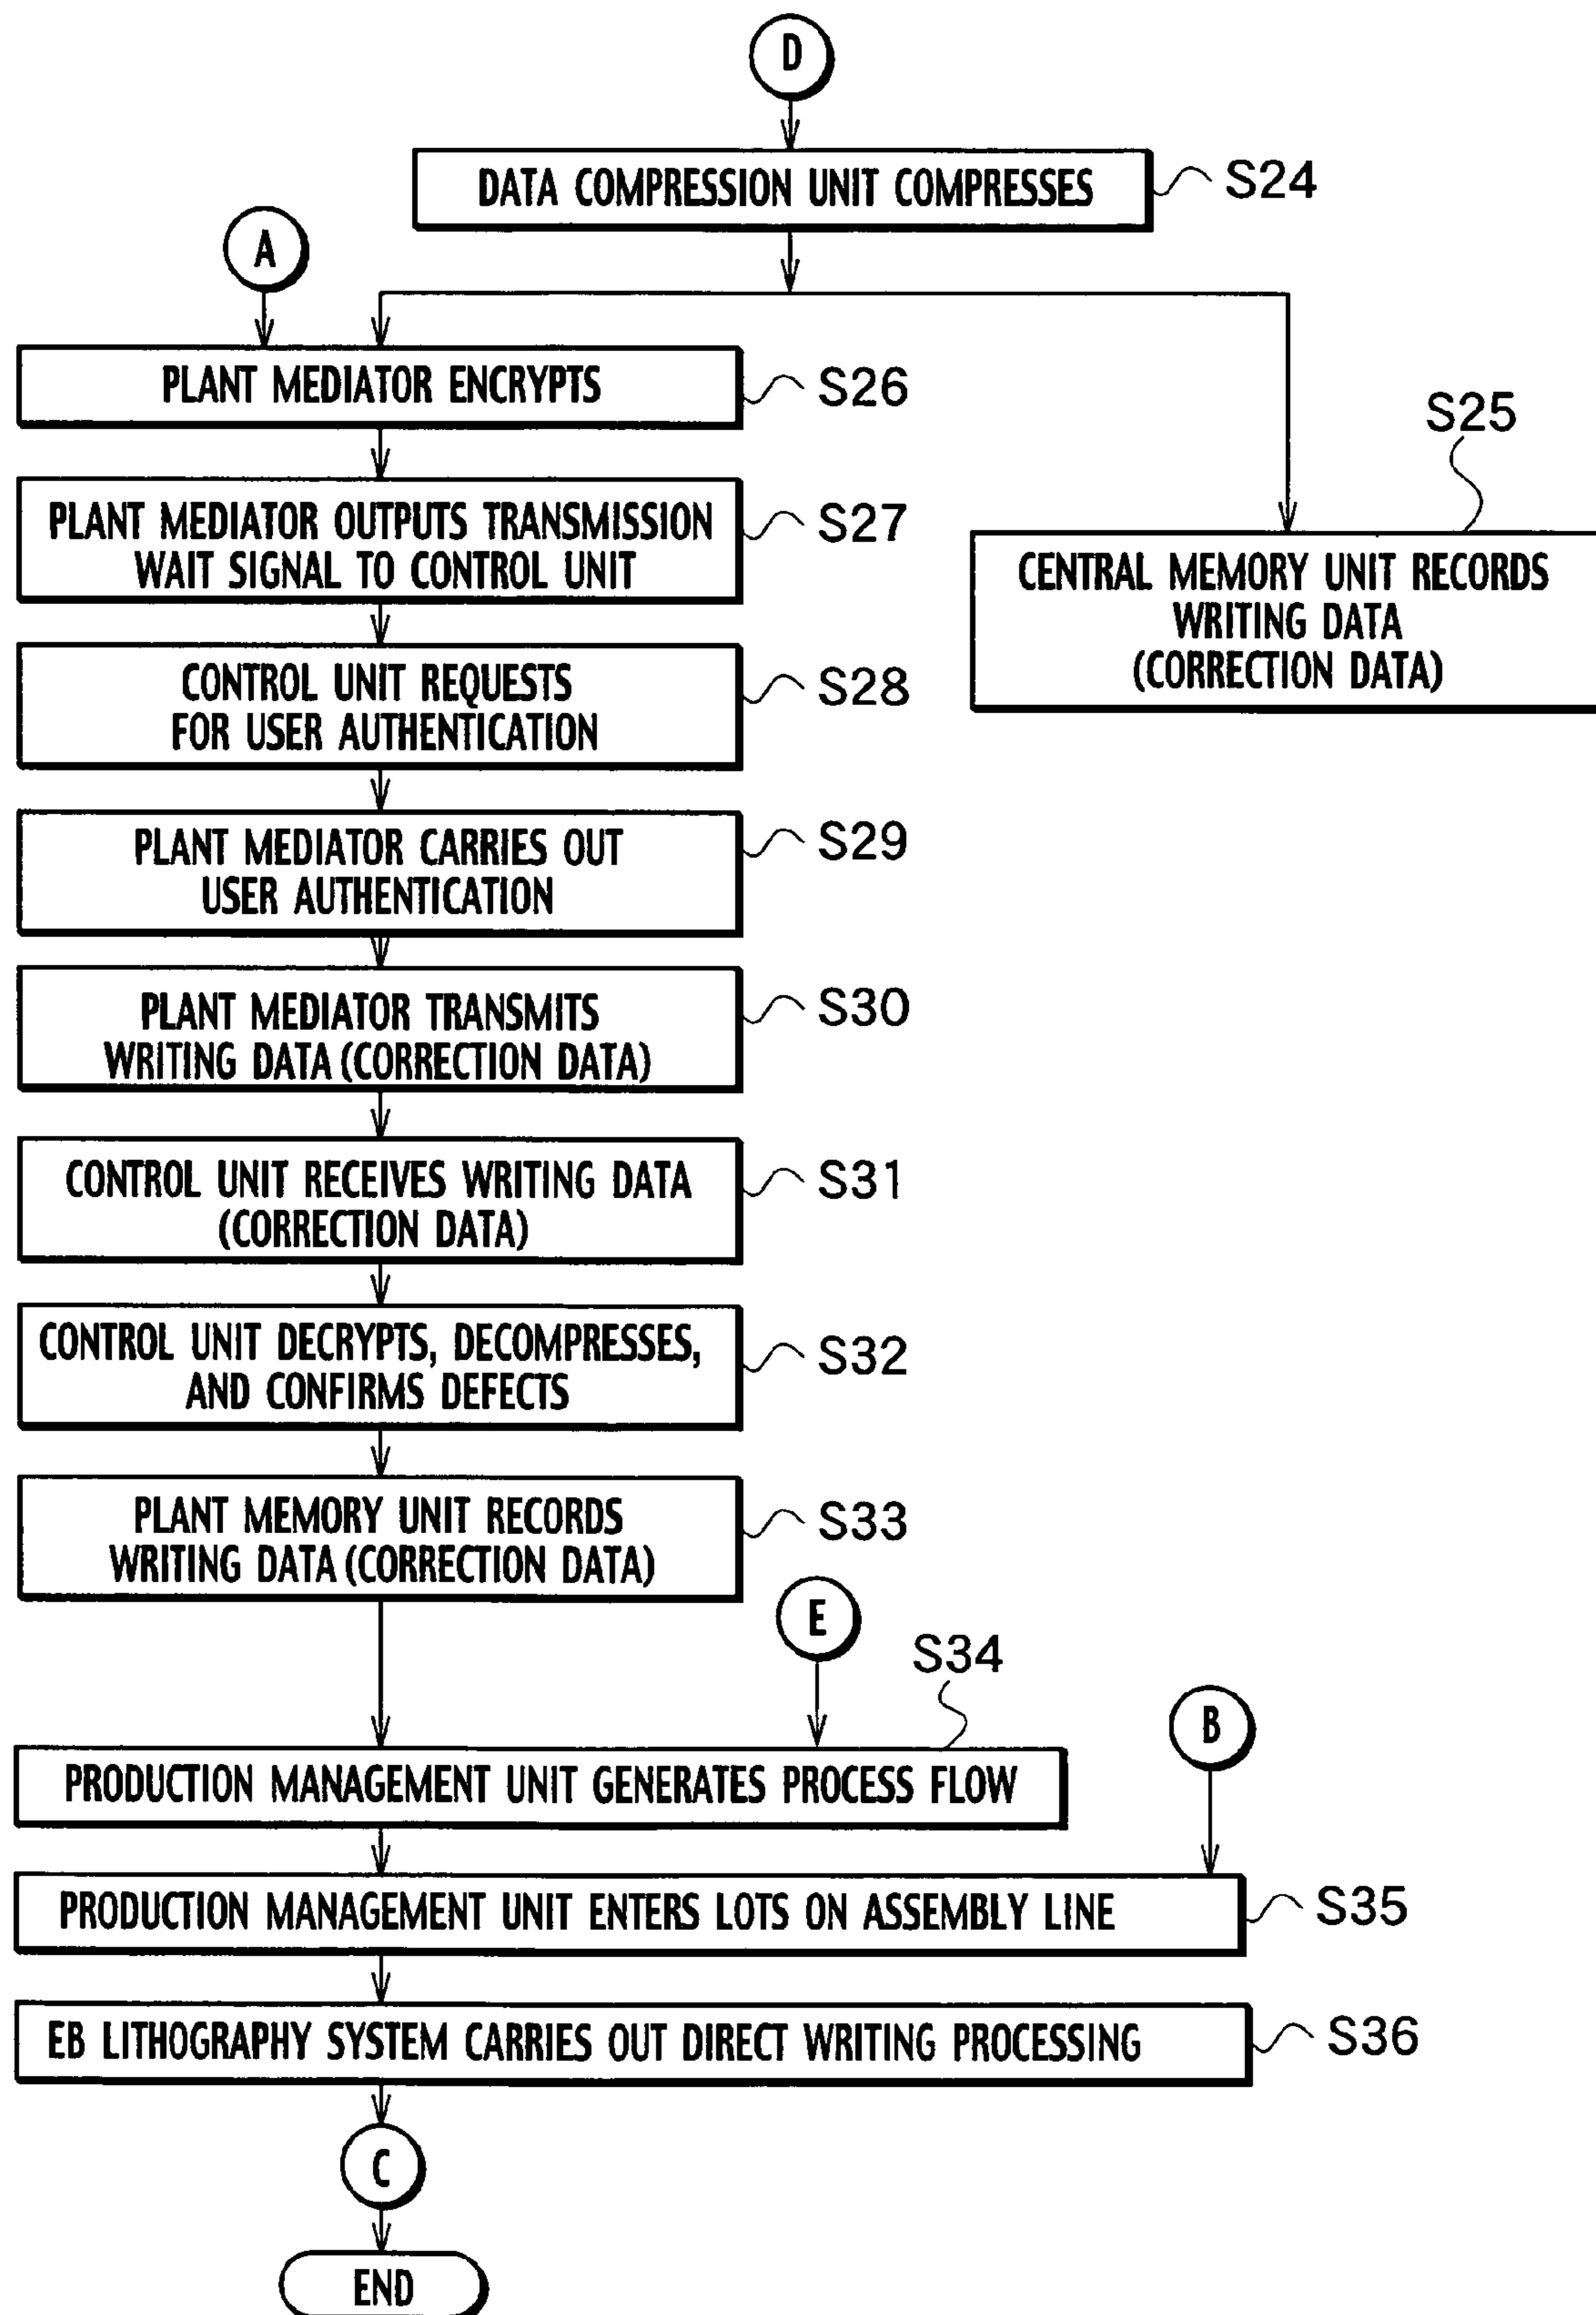 D
DATA COMPRESSION UNIT COMPRESSES
S24
A
PLANT MEDIATOR ENCRYPTS
S26
S25
PLANT MEDIATOR OUTPUTS TRANSMISSION
WAIT SIGNAL TO CONTROL UNIT
S27
CENTRAL MEMORY UNIT RECORDS
WRITING DATA
(CORRECTION DATA)
CONTROL UNIT REQUESTS
FOR USER AUTHENTICATION
S28
PLANT MEDIATOR CARRIES OUT
USER AUTHENTICATION
S29
PLANT MEDIATOR TRANSMITS
WRITING DATA (CORRECTION DATA)
S30
CONTROL UNIT RECEIVES WRITING DATA
(CORRECTION DATA)
S31
CONTROL UNIT DECRYPTS, DECOMPRESSES,
AND CONFIRMS DEFECTS
S32
PLANT MEMORY UNIT RECORDS
WRITING DATA (CORRECTION DATA)
S33
E
S34
B
PRODUCTION MANAGEMENT UNIT GENERATES PROCESS FLOW
PRODUCTION MANAGEMENT UNIT ENTERS LOTS ON ASSEMBLY LINE
S35
EB LITHOGRAPHY SYSTEM CARRIES OUT DIRECT WRITING PROCESSING
S36
C
END